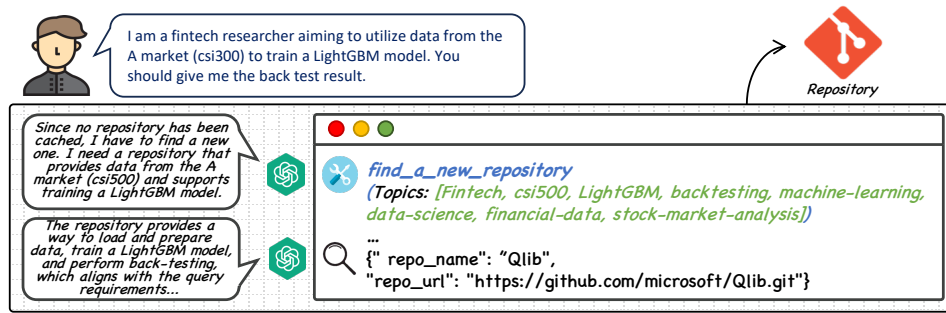 I am a fintech researcher aiming to utilize data from the
A market (csi300) to train a LightGBM model. You
should give me the back test result.
Repository
Since no repository has been
cached, I have to find a new
one. I need a repository that
provides data from the A
market (csi500) and supports
training a LightGBM model.
find_a_new_repository
(Topics: [Fintech, csi500, LightGBM, backtesting, machine-learning,
data-science, financial-data, stock-market-analysis])
The repository provides a
way to load and prepare
data, train a LightGBM model,
and perform back-testing,
which aligns with the query
requirements...
...
{" repo_name": "Qlib",
"repo_url": "https://github.com/microsoft/Qlib.git"}